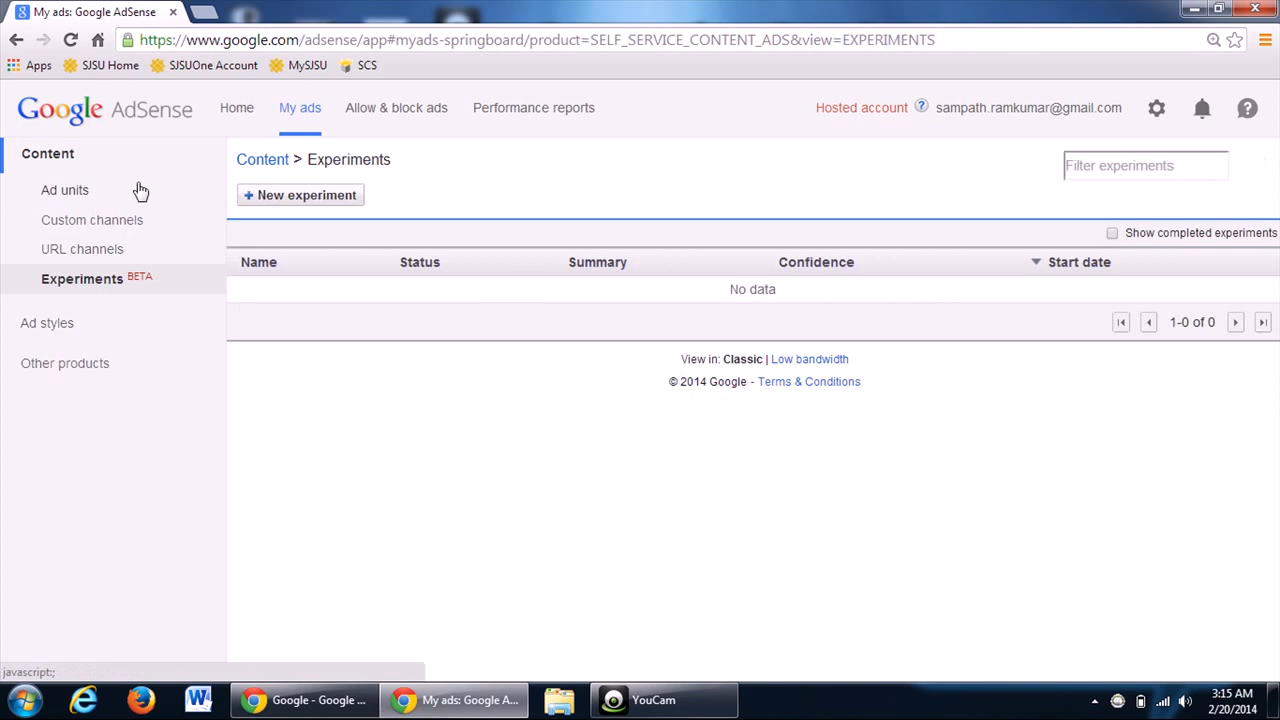 My ads: Google AdSense
https://www.google.com/adsense/app#myads-springboard/product=SELF_SERVICE_CONTENT_ADS&view=EXPERIMENTS
Apps SJSU Home SJSUOne Account MySJSU SCS
Google AdSense Home My ads Allow & block ads Performance reports Hosted account ? sampath.ramkumar@gmail.com ?
Content
Ad units
Custom channels
URL channels
Experiments BETA
Ad styles
Other products
Content > Experiments
Filter experiments
+ New experiment
Show completed experiments
Name Status Summary Confidence Start date
No data
1-0 of 0
View in: Classic | Low bandwidth
© 2014 Google - Terms & Conditions
javascript:;
Google - Google ... My ads: Google A... YouCam
3:15 AM
2/20/2014